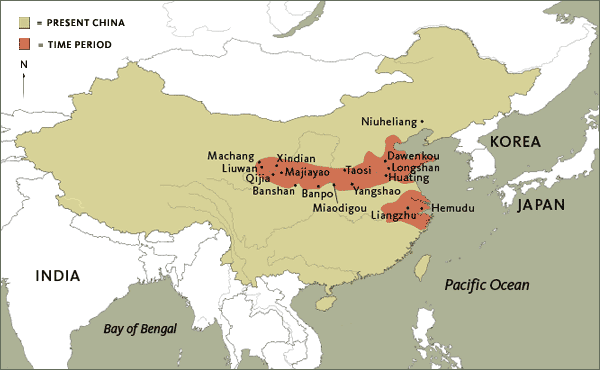 = PRESENT CHINA
= TIME PERIOD
N
Niuheliang
KOREA
Machang
Xindian
Dawenkou
Liuwan
Majiayao
Taosi
Longshan
Qijia
Huating
Banshan
Banpo
Yangshao
Miaodigou
JAPAN
Liangzhu
Hemudu
INDIA
Pacific Ocean
Bay of Bengal